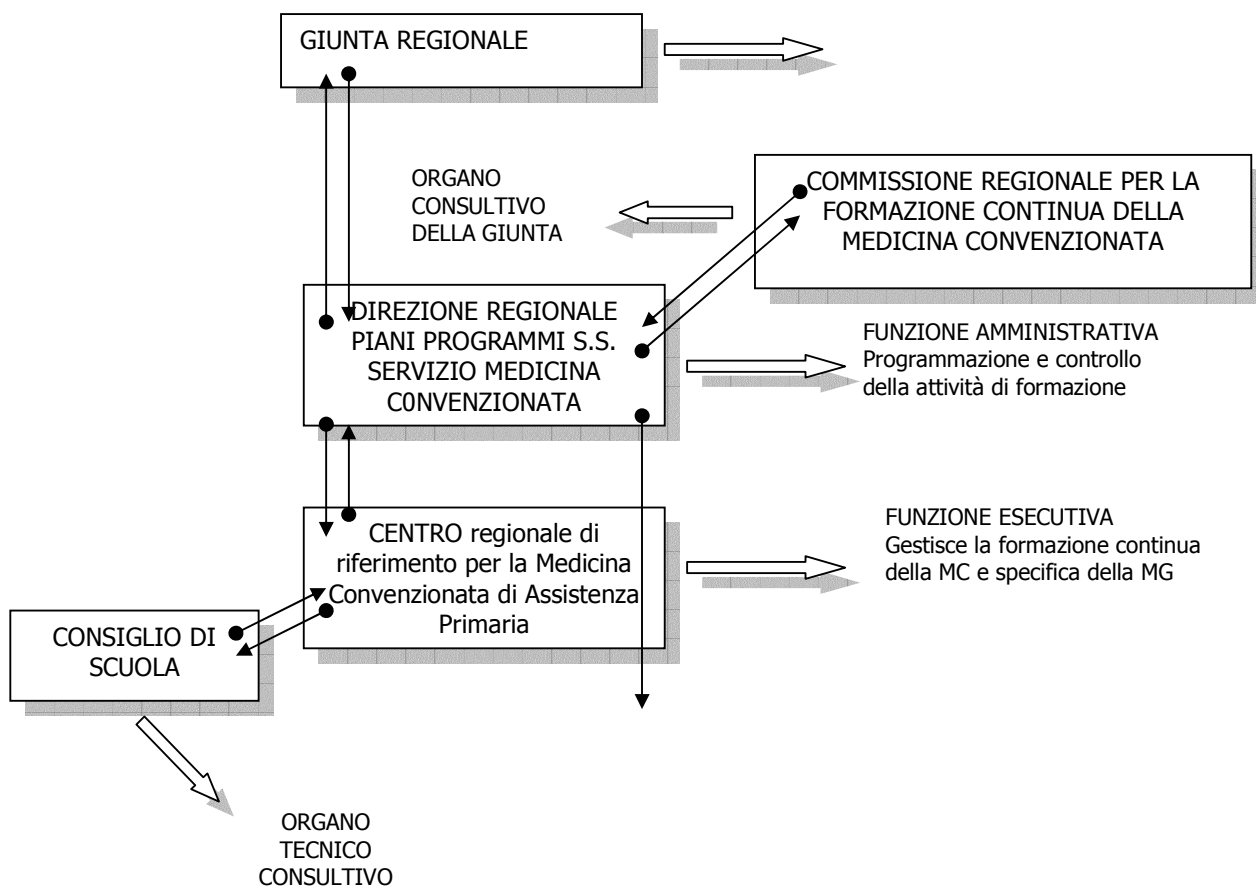 GIUNTA REGIONALE
ORGANO
CONSULTIVO
DELLA GIUNTA
COMMISSIONE REGIONALE PER LA
FORMAZIONE CONTINUA DELLA
MEDICINA CONVENZIONATA
DIREZIONE REGIONALE
PIANI PROGRAMMI S.S.
SERVIZIO MEDICINA
C0NVENZIONATA
FUNZIONE AMMINISTRATIVA
Programmazione e controllo
della attività di formazione
CENTRO regionale di
riferimento per la Medicina
Convenzionata di Assistenza
Primaria
FUNZIONE ESECUTIVA
Gestisce la formazione continua
della MC e specifica della MG
CONSIGLIO DI
SCUOLA
ORGANO
TECNICO
CONSULTIVO